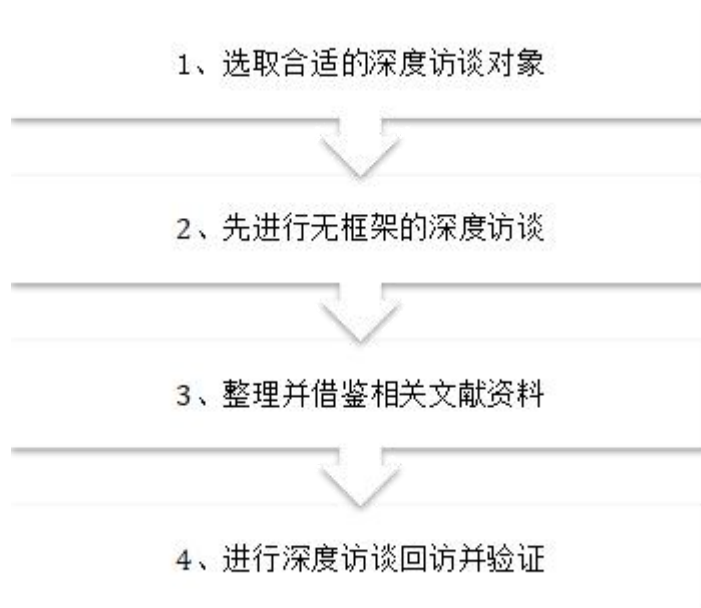 1、选取合适的深度访谈对象
2、先进行无框架的深度访谈
3、整理并借鉴相关文献资料
4、进行深度访谈回访并验证